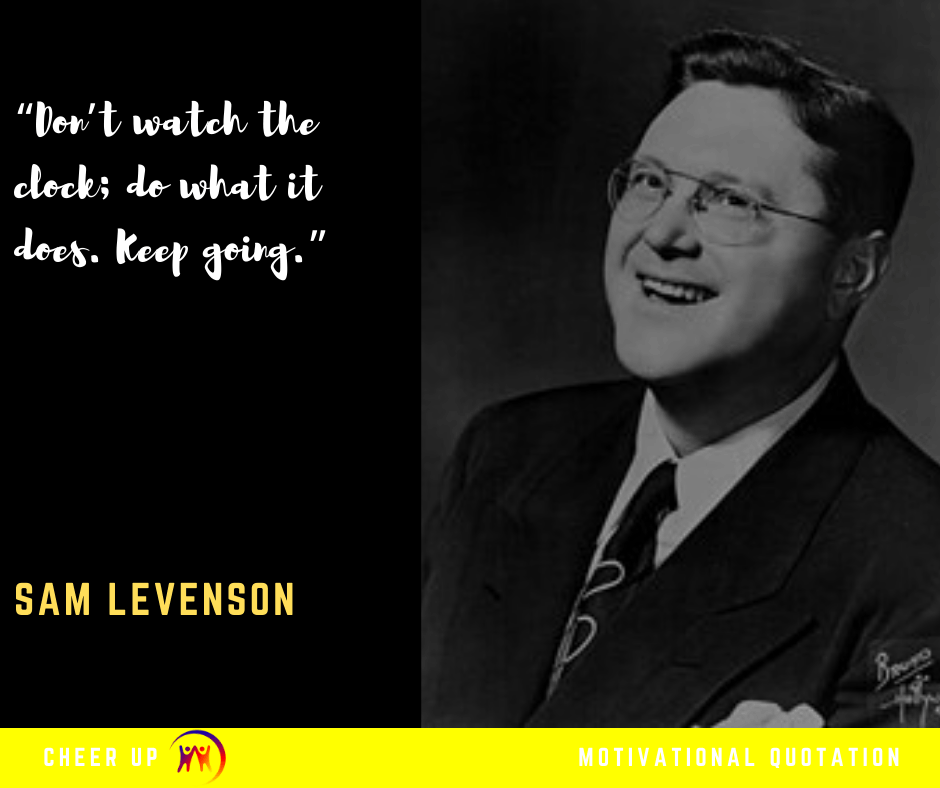 “Don’t watch the
clock; do what it
does. Keep going.”
SAM LEVENSON
CHEER UP
MOTIVATIONAL QUOTATION